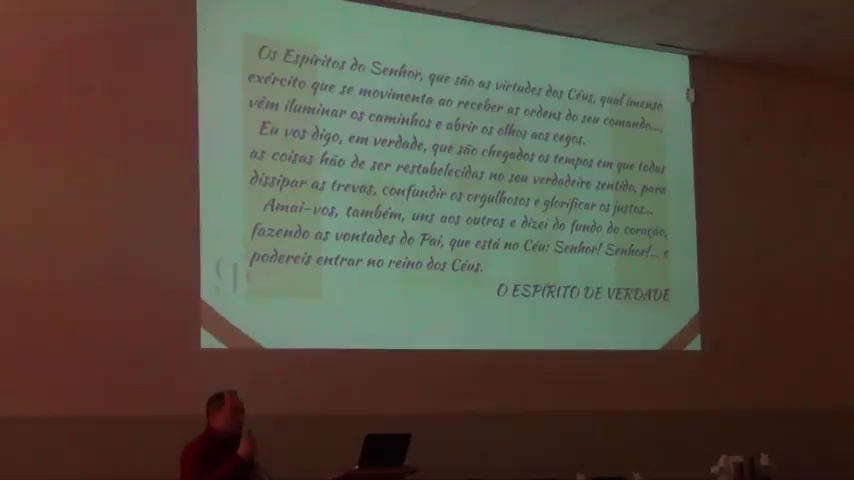 Os Espíritos do Senhor, que são as virtudes dos Céus, qual imenso
exército que se movimenta ao receber as ordens do seu comando...,
vêm iluminar os caminhos e abrir os olhos aos cegos.
Eu vos digo, em verdade, que são chegados os tempos em que todas
as coisas hão de ser restabelecidas no seu verdadeiro sentido, para
dissipar as trevas, confundir os orgulhosos e glorificar os justos...
Amai-vos, também, uns aos outros e dizei do fundo do coração,
fazendo as vontades do Pai, que está no Céu: Senhor! Senhor!... e
podereis entrar no reino dos Céus.
O ESPÍRITO DE VERDADE